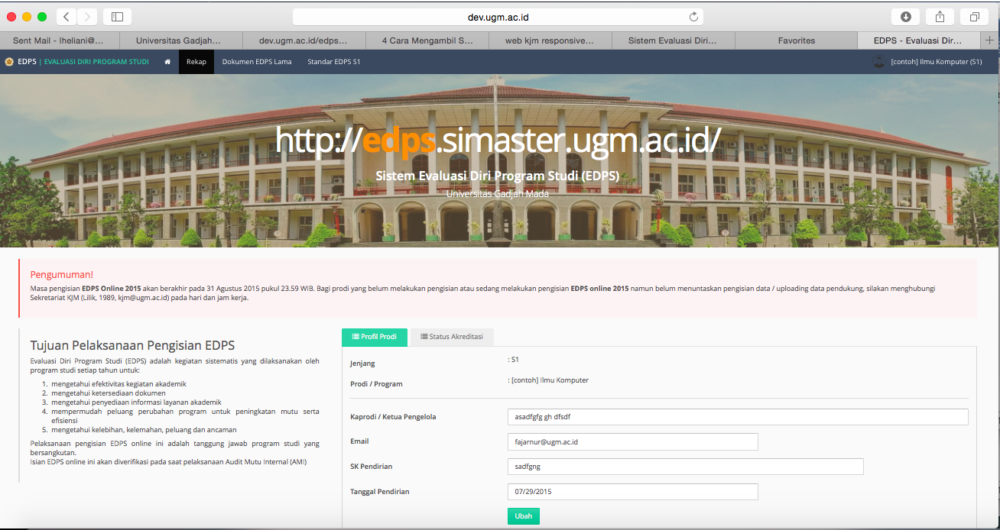 dev.ugm.ac.id
Sent Mail - lheliani@...
Universitas Gadjah...
dev.ugm.ac.id/edps...
4 Cara Mengambil S...
web kjm responsive...
Sistem Evaluasi Diri...
Favorites
EDPS - Evaluasi Dir...
EDPS | EVALUASI DIRI PROGRAM STUDI
Rekap
Dokumen EDPS Lama
Standar EDPS S1
[contoh] Ilmu Komputer (S1)
http://edps.simaster.ugm.ac.id/
Sistem Evaluasi Diri Program Studi (EDPS)
Universitas Gadjah Mada
Pengumuman!
Masa pengisian EDPS Online 2015 akan berakhir pada 31 Agustus 2015 pukul 23.59 WIB. Bagi prodi yang belum melakukan pengisian atau sedang melakukan pengisian EDPS online 2015 namun belum menuntaskan pengisian data / uploading data pendukung, silakan menghubungi
Sekretariat KJM (Lilik, 1989, kjm@ugm.ac.id) pada hari dan jam kerja.
Tujuan Pelaksanaan Pengisian EDPS
Evaluasi Diri Program Studi (EDPS) adalah kegiatan sistematis yang dilaksanakan oleh
program studi setiap tahun untuk:
1. mengetahui efektivitas kegiatan akademik
2. mengetahui ketersediaan dokumen
3. mengetahui penyediaan informasi layanan akademik
4. mempermudah peluang perubahan program untuk peningkatan mutu serta
efisiensi
5. mengetahui kelebihan, kelemahan, peluang dan ancaman
Pelaksanaan pengisian EDPS online ini adalah tanggung jawab program studi yang
bersangkutan.
Isian EDPS online ini akan diverifikasi pada saat pelaksanaan Audit Mutu Internal (AMI)
Profil Prodi
Status Akreditasi
Jenjang : S1
Prodi / Program : [contoh] Ilmu Komputer
Kaprodi / Ketua Pengelola asadfgfg gh dfsdf
Email fajarnur@ugm.ac.id
SK Pendirian sadfgng
Tanggal Pendirian 07/29/2015
Ubah